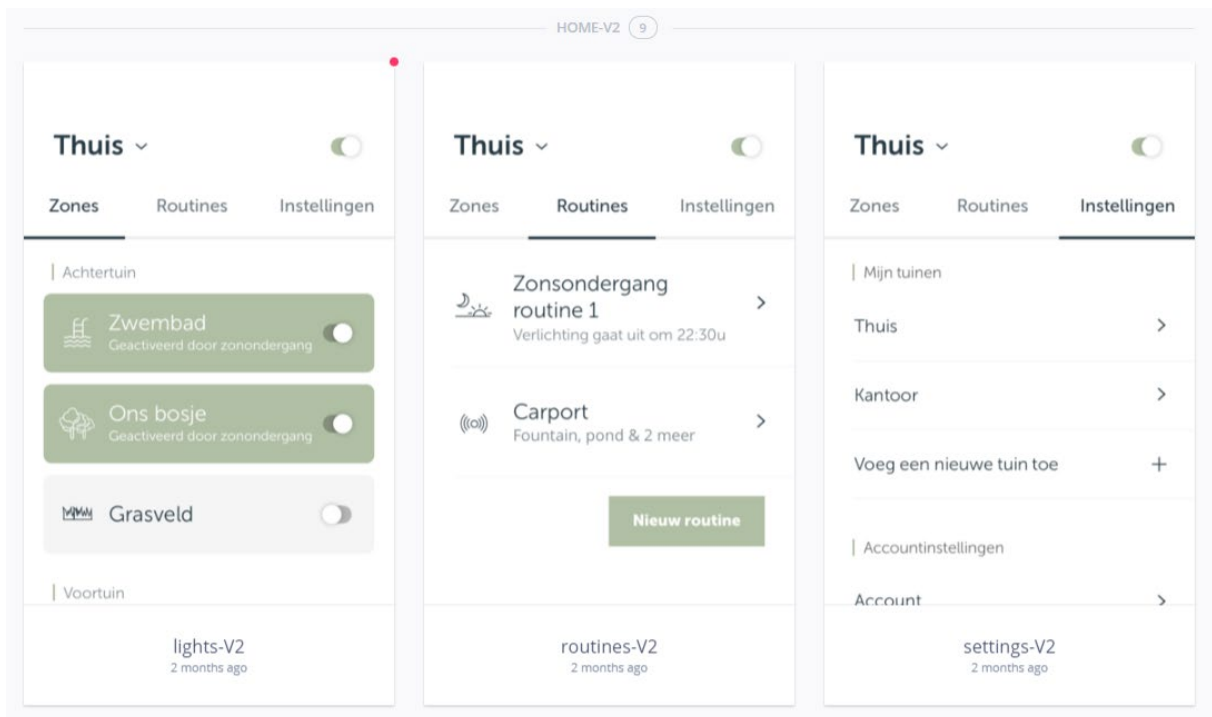 HOME-V2 9
Thuis
Zones Routines Instellingen
Achtertuin
Zwembad
Geactiveerd door zonondergang
Ons bosje
Geactiveerd door zonondergang
Grasveld
Voortuin
lights-V2
2 months ago
Thuis
Zones Routines Instellingen
Zonsondergang
routine 1
Verlichting gaat uit om 22:30u
Carport
Fountain, pond & 2 meer
Nieuw routine
routines-V2
2 months ago
Thuis
Zones Routines Instellingen
Mijn tuinen
Thuis
Kantoor
Voeg een nieuwe tuin toe
Accountinstellingen
Account
settings-V2
2 months ago